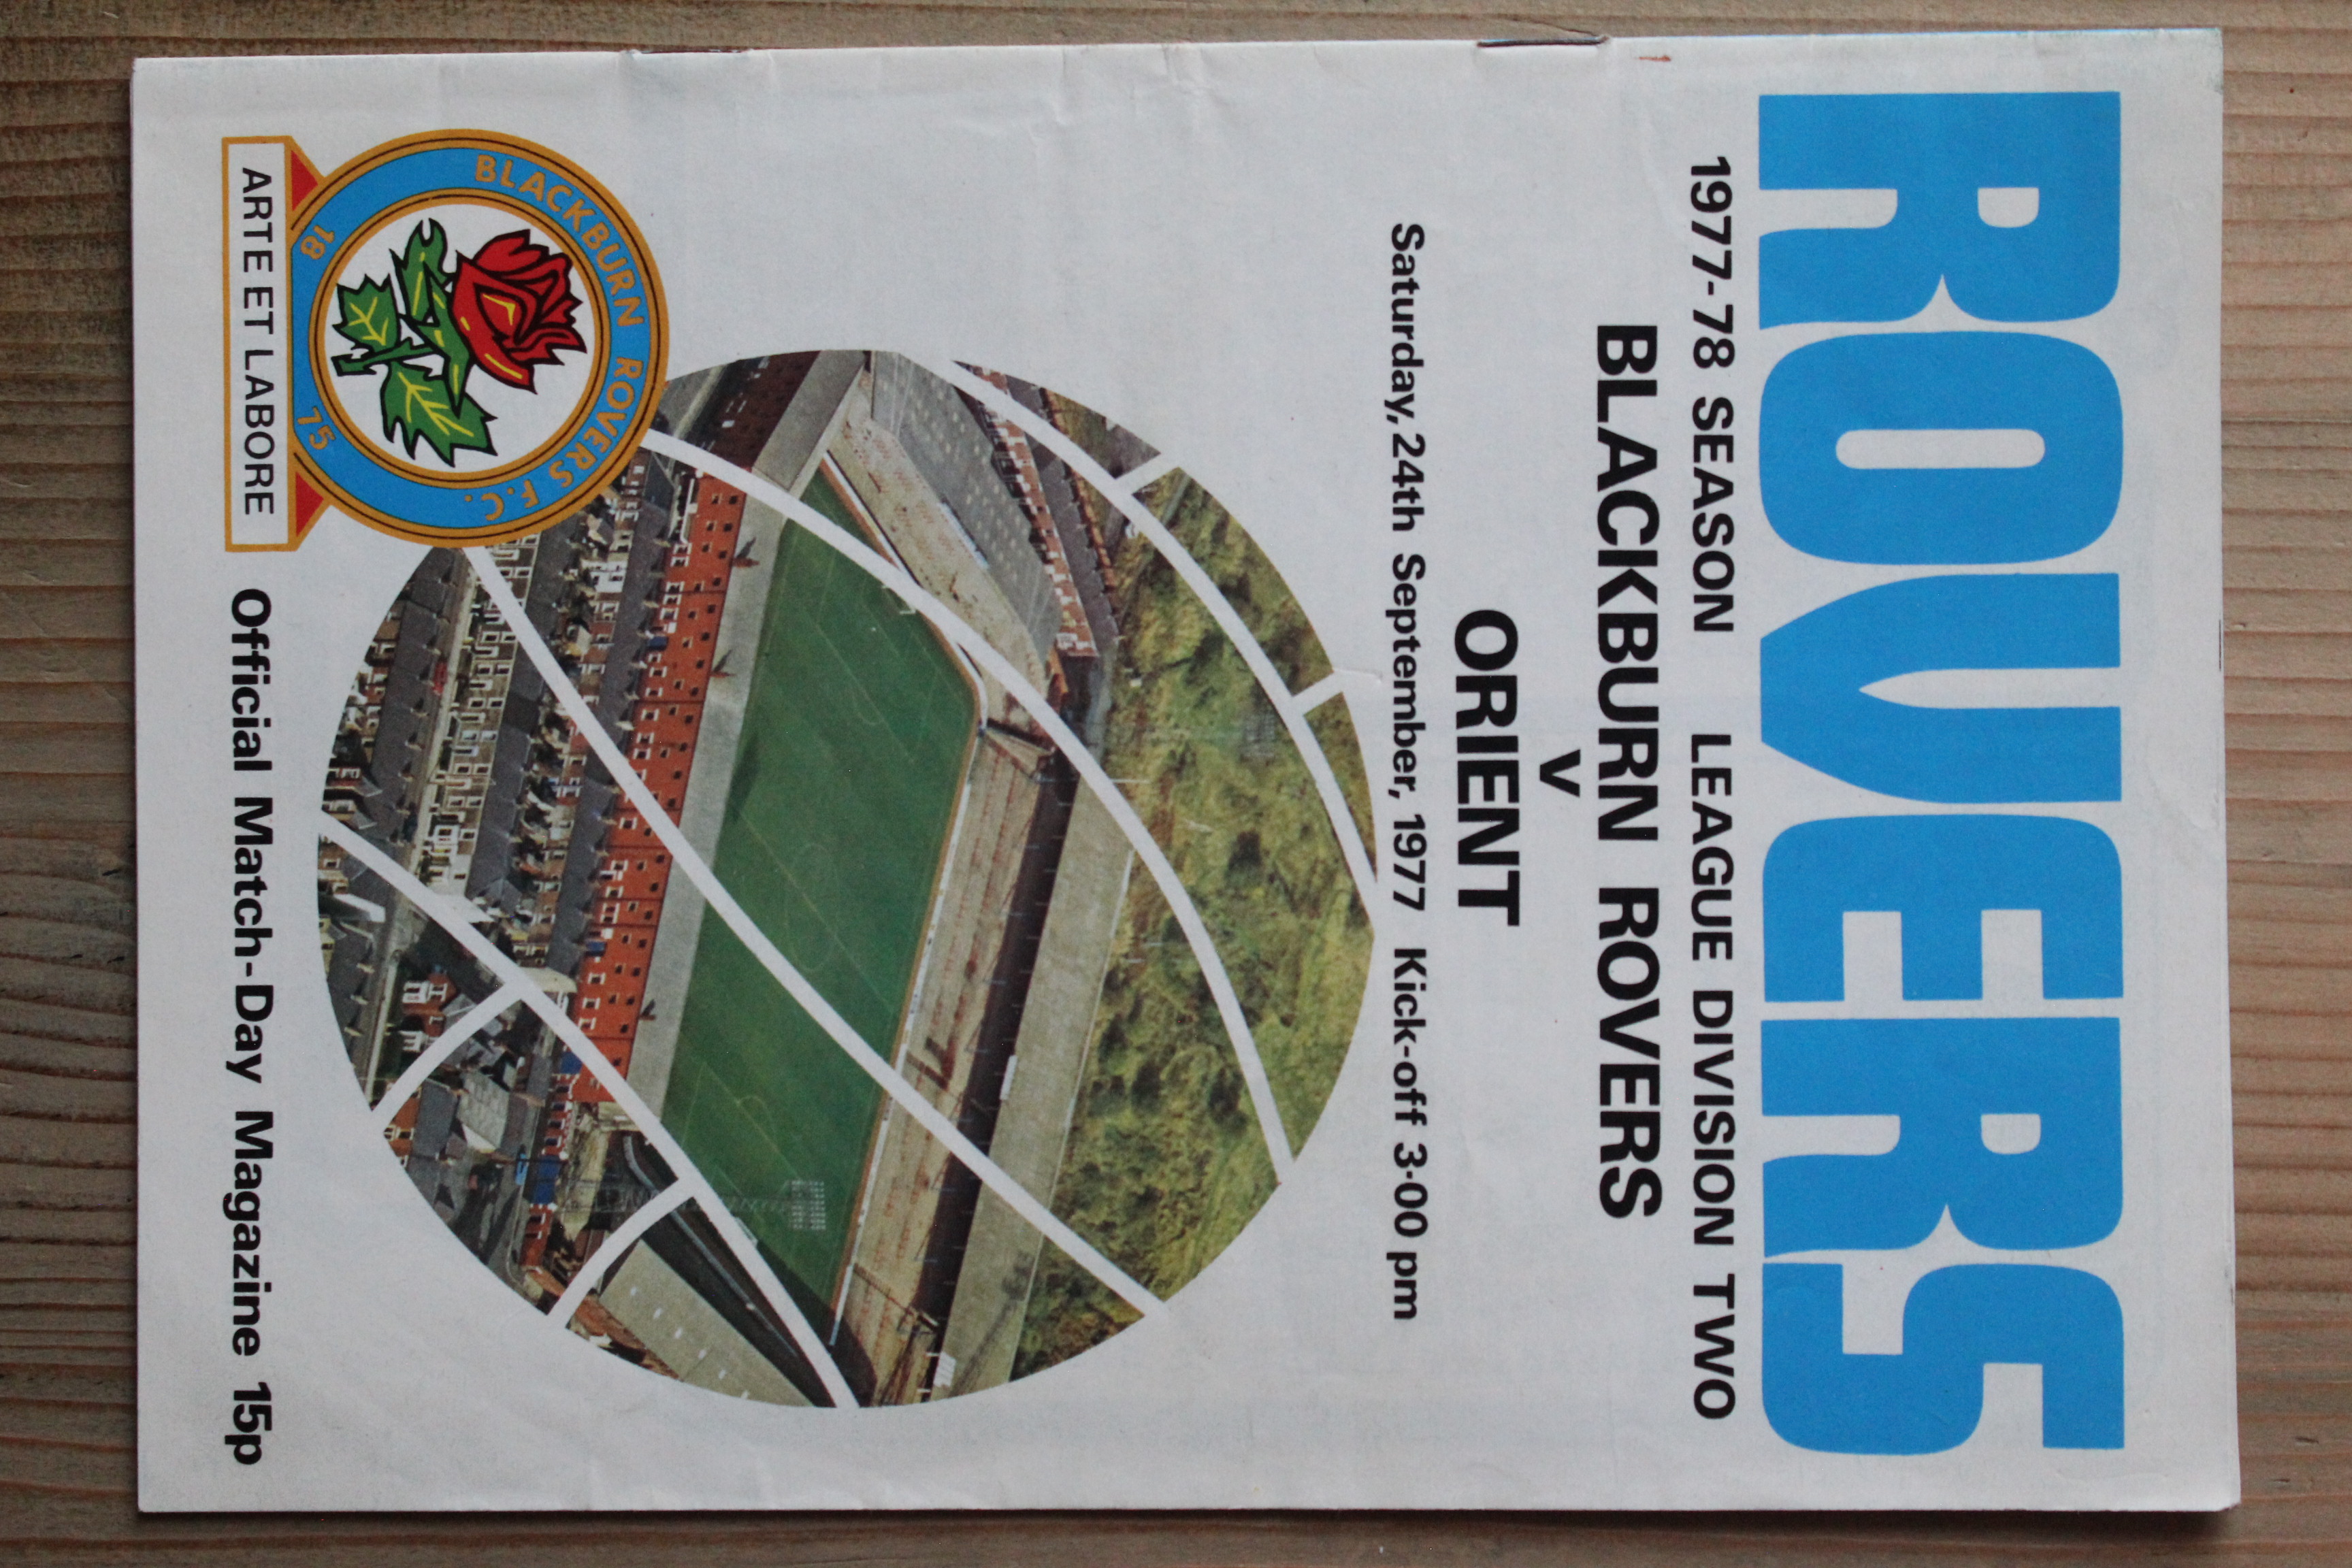 ROVERS
1977-78 SEASON LEAGUE DIVISION TWO
BLACKBURN ROVERS
V
ORIENT
Saturday, 24th September, 1977 Kick-off 3·00 pm
BLACKBURN ROVERS F.C.
18 75
ARTE ET LABORE
Official Match-Day Magazine 15p